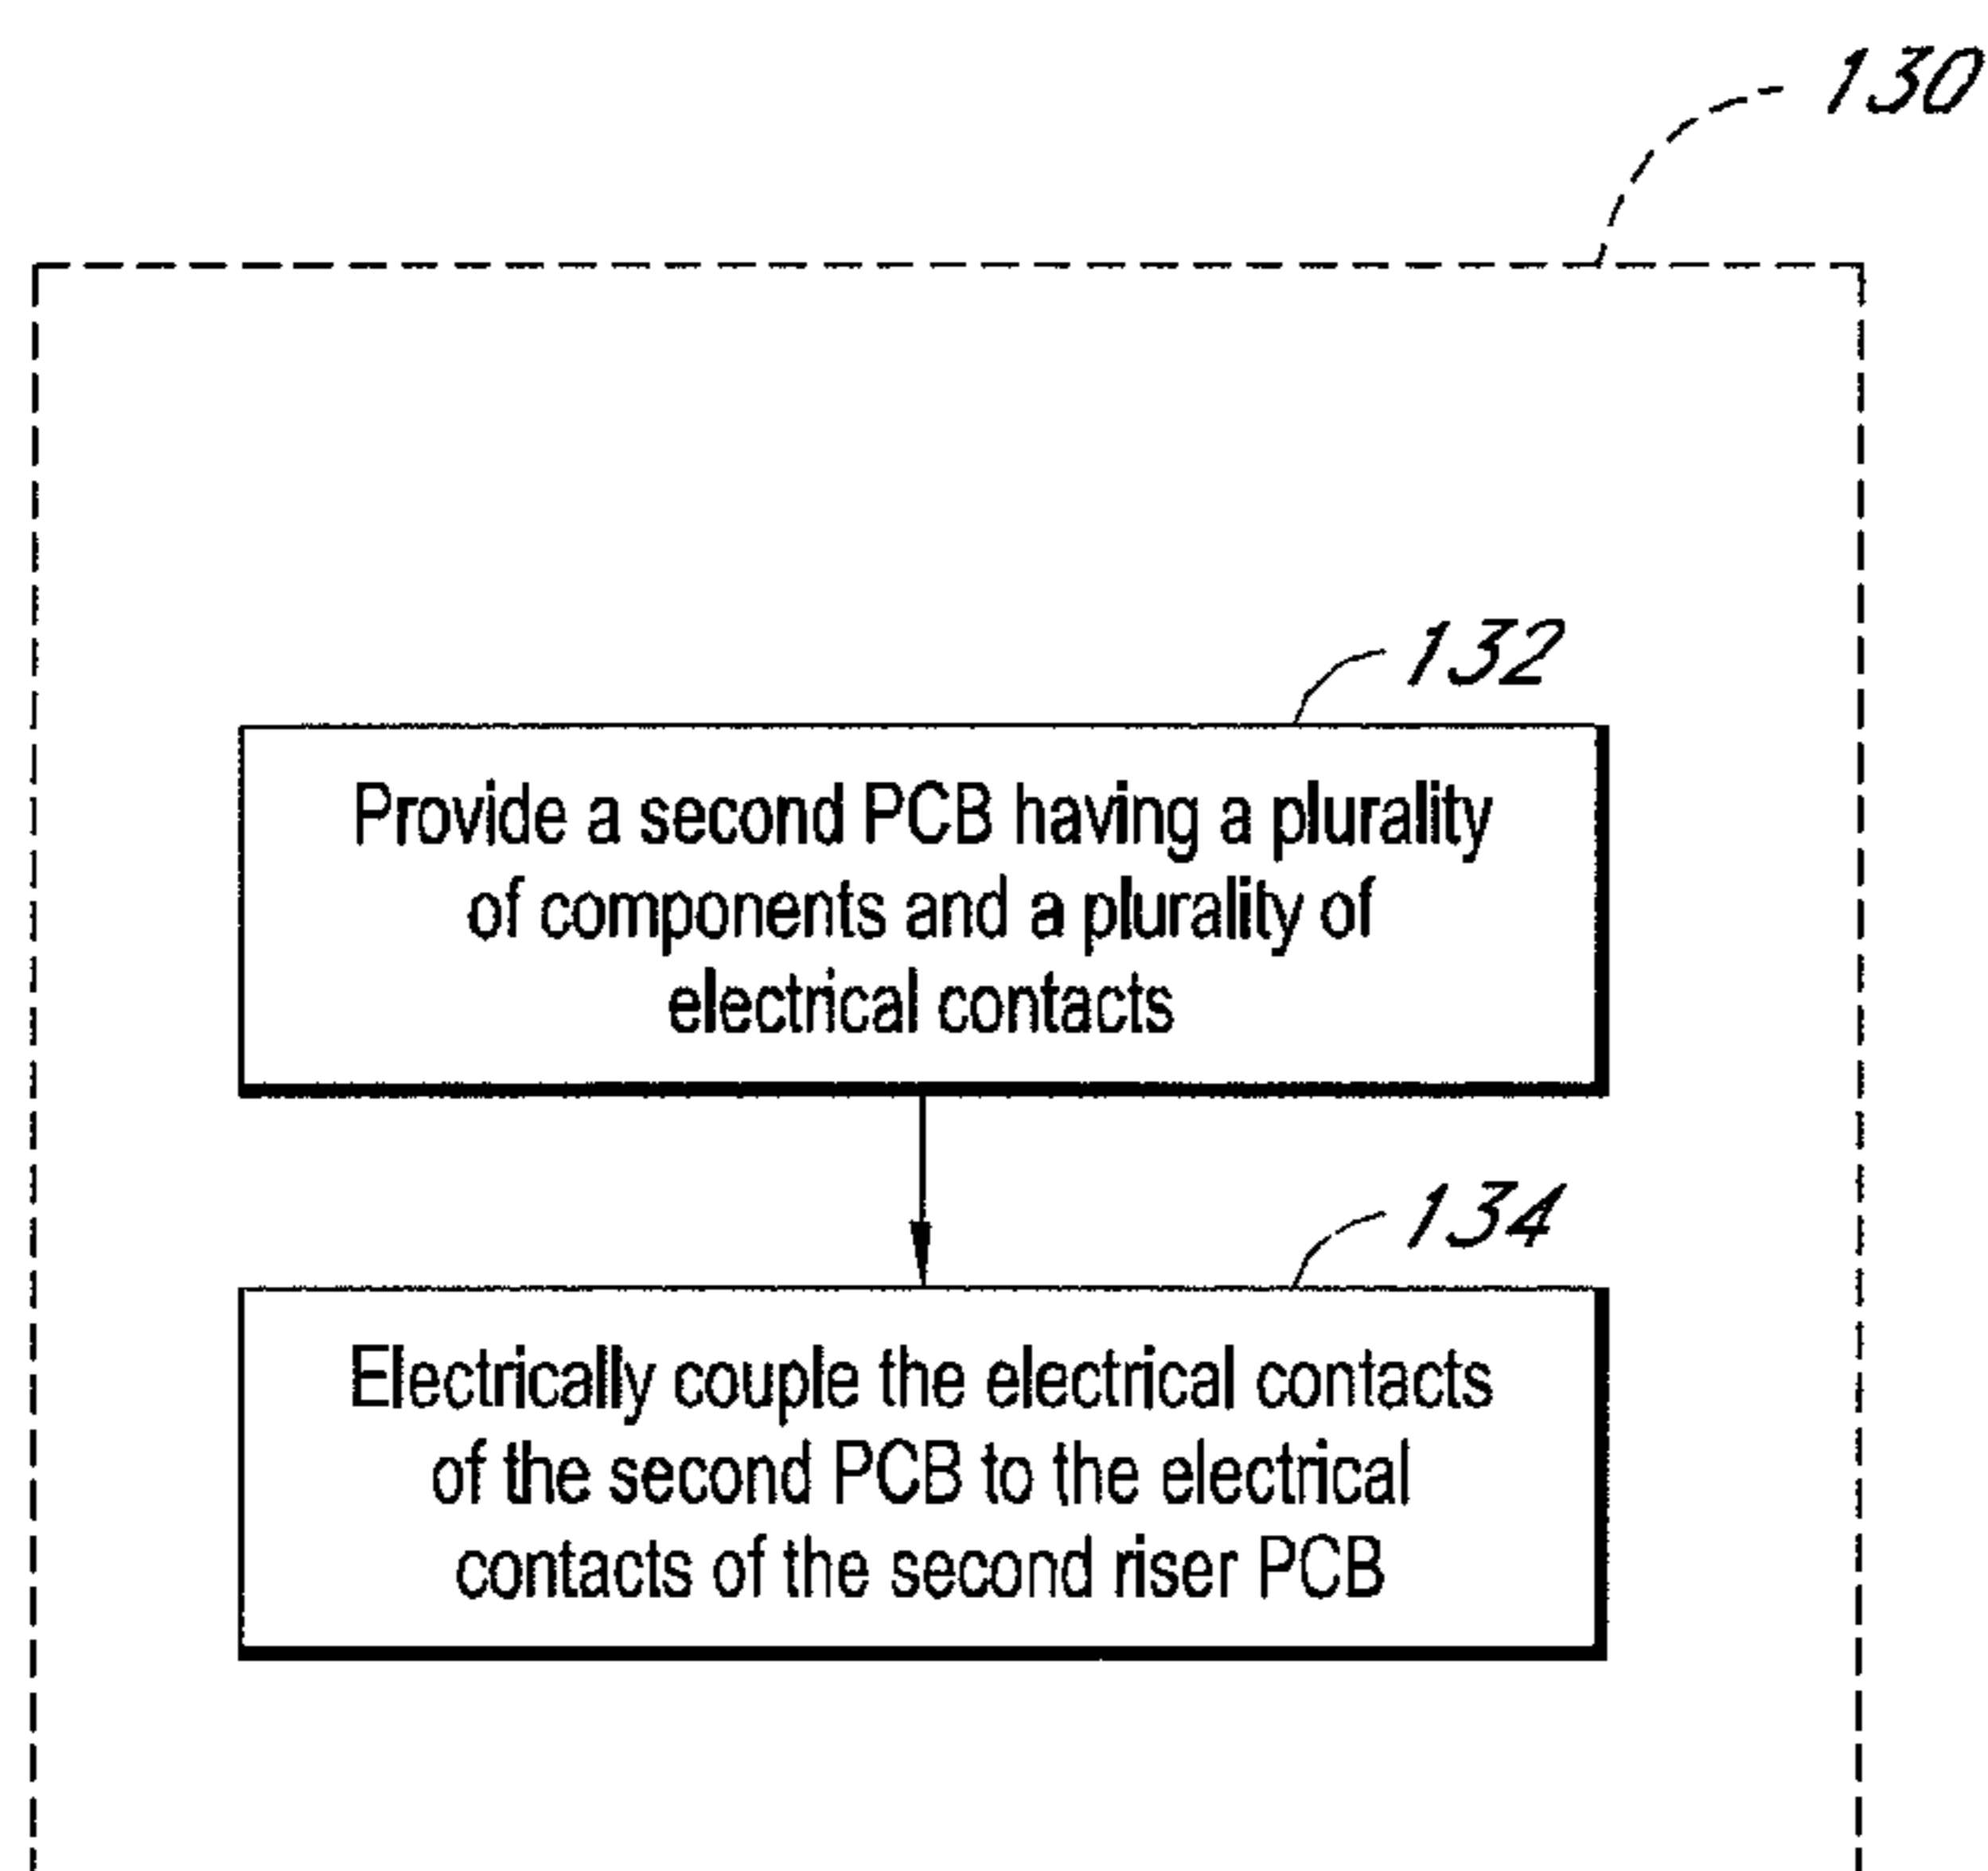 130
132
Provide a second PCB having a plurality
of components and a plurality of
electrical contacts
134
Electrically couple the electrical contacts
of the second PCB to the electrical
contacts of the second riser PCB